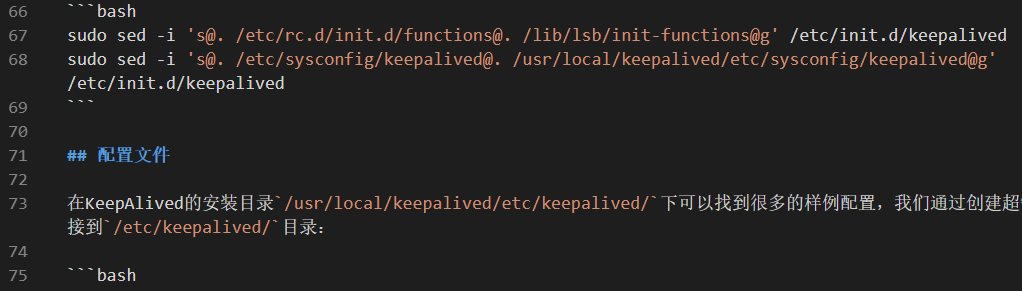 66 ```bash
67 sudo sed -i 's@. /etc/rc.d/init.d/functions@. /lib/lsb/init-functions@g' /etc/init.d/keepalived
68 sudo sed -i 's@. /etc/sysconfig/keepalived@. /usr/local/keepalived/etc/sysconfig/keepalived@g'
/etc/init.d/keepalived
69 ```
70
71 ## 配置文件
72
73 在KeepAlived的安装目录`/usr/local/keepalived/etc/keepalived/`下可以找到很多的样例配置，我们通过创建超
接到`/etc/keepalived/`目录：
74
75 ```bash